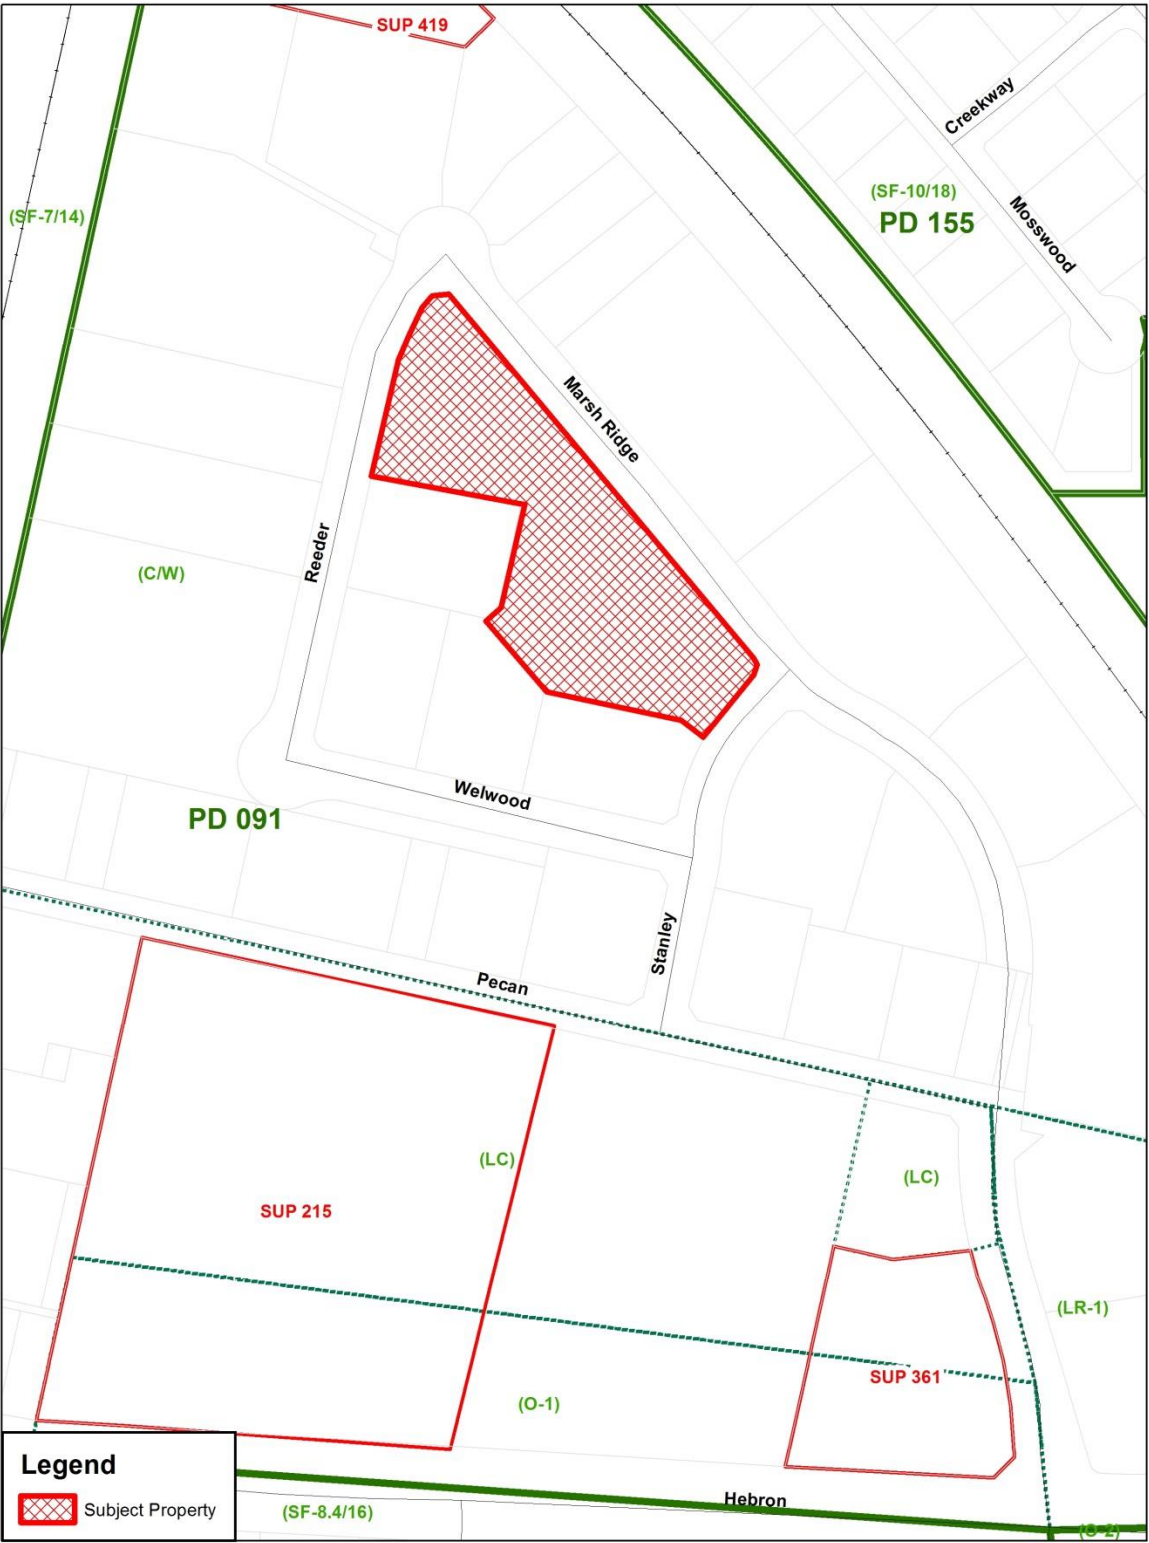 SUP 419
Creekway
(SF-10/18)
PD 155
Mosswood
(SF-7/14)
Marsh Ridge
Reeder
(C/W)
Welwood
PD 091
Stanley
Pecan
(LC)
(LC)
SUP 215
(LR-1)
SUP 361
(O-1)
Legend
Subject Property
Hebron
(SF-8.4/16)
(O-2)